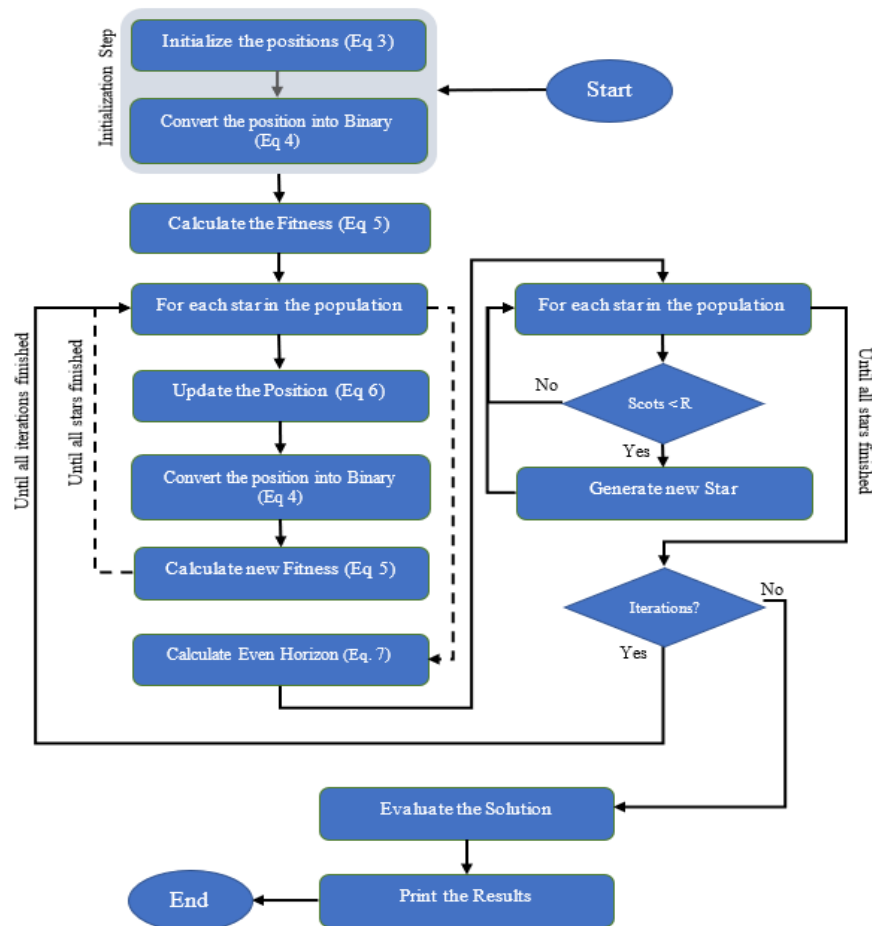 Initialization Step
Initialize the positions (Eq 3)
Convert the position into Binary
(Eq 4)
Start
Calculate the Fitness (Eq 5)
For each star in the population
Update the Position (Eq 6)
Convert the position into Binary
(Eq 4)
Calculate new Fitness (Eq 5)
Calculate Even Horizon (Eq. 7)
Until all iterations finished
Until all stars finished
For each star in the population
Scots < R
No
Yes
Generate new Star
Until all stars finished
Iterations?
No
Yes
Evaluate the Solution
Print the Results
End